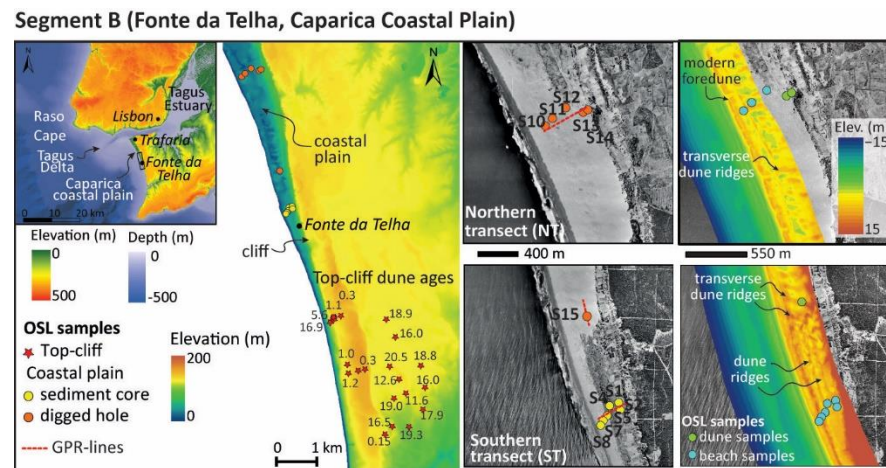 Segment B (Fonte da Telha, Caparica Coastal Plain)
N
Tagus
Estuary
Lisbon
Raso
Cape
Trafaria
Tagus
Delta
Fonte da
Telha
Caparica
coastal plain
0 10 20 km
Elevation (m)
0
500
Depth (m)
0
-500
OSL samples
Top-cliff
Coastal plain
sediment core
digged hole
GPR-lines
Elevation (m)
200
0
N
coastal
plain
Fonte da Telha
cliff
Top-cliff dune ages
0.3
1.1
5.6
16.9
18.9
16.0
1.0
0.3
1.2
20.5
18.8
12.6
16.0
11.6
19.0
17.9
16.5
19.3
0.15
0 1 km
N
S12
S11
S10
S13
S14
Northern
transect (NT)
400 m
S15
S1
S4
S2
S5
S7
S8
Southern
transect (ST)
modern
foredune
transverse
dune ridges
Elev. (m)
-15
15
550 m
transverse
dune ridges
dune
ridges
OSL samples
dune samples
beach samples